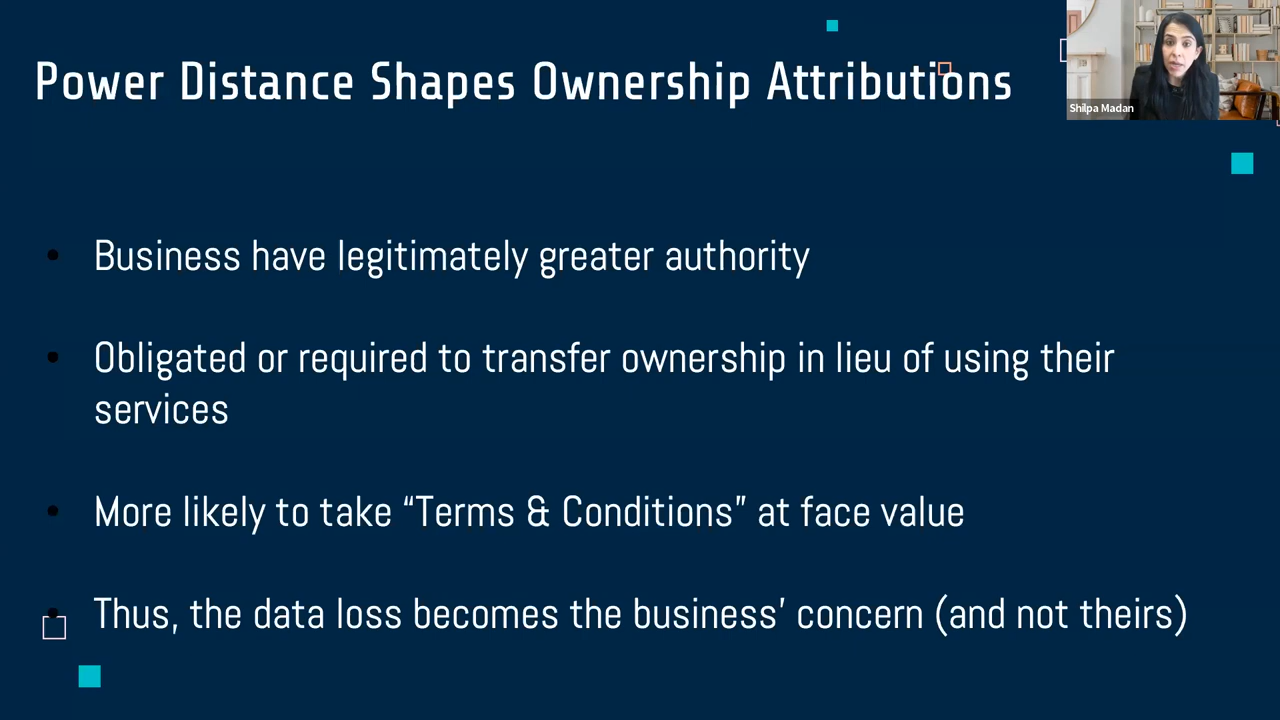 Power Distance Shapes Ownership Attributions
Shilpa Madan
• Business have legitimately greater authority
• Obligated or required to transfer ownership in lieu of using their
services
• More likely to take “Terms & Conditions” at face value
• Thus, the data loss becomes the business’ concern (and not theirs)